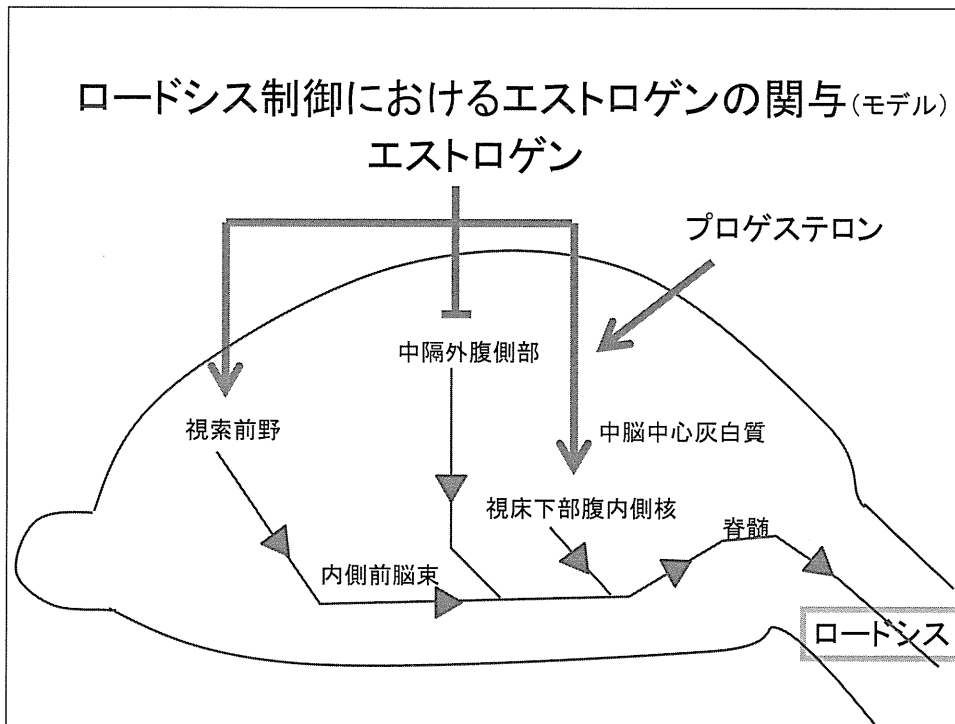 ロードシス制御におけるエストロゲンの関与(モデル)
エストロゲン
プロゲステロン
中隔外腹側部
視索前野
中脳中心灰白質
視床下部腹内側核
脊髄
内側前脳束
ロードシス